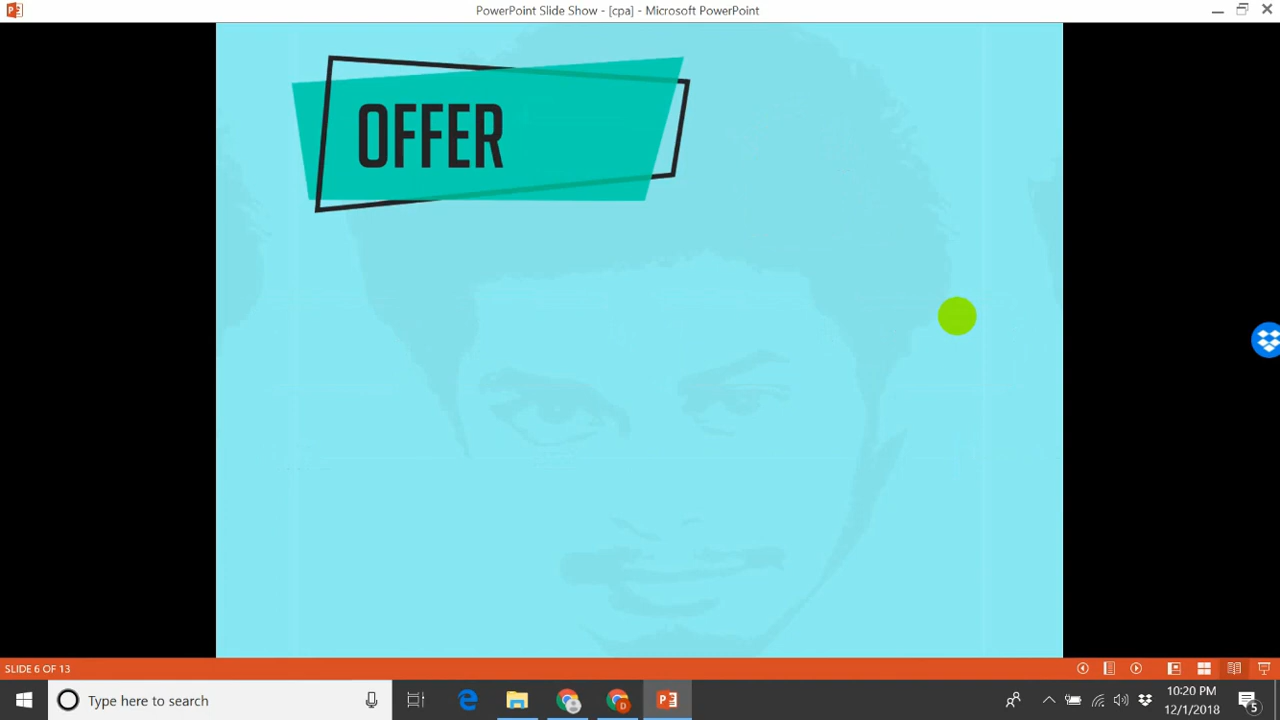 PowerPoint Slide Show - [cpa] - Microsoft PowerPoint
OFFER
SLIDE 6 OF 13
Type here to search
10:20 PM
12/1/2018
5